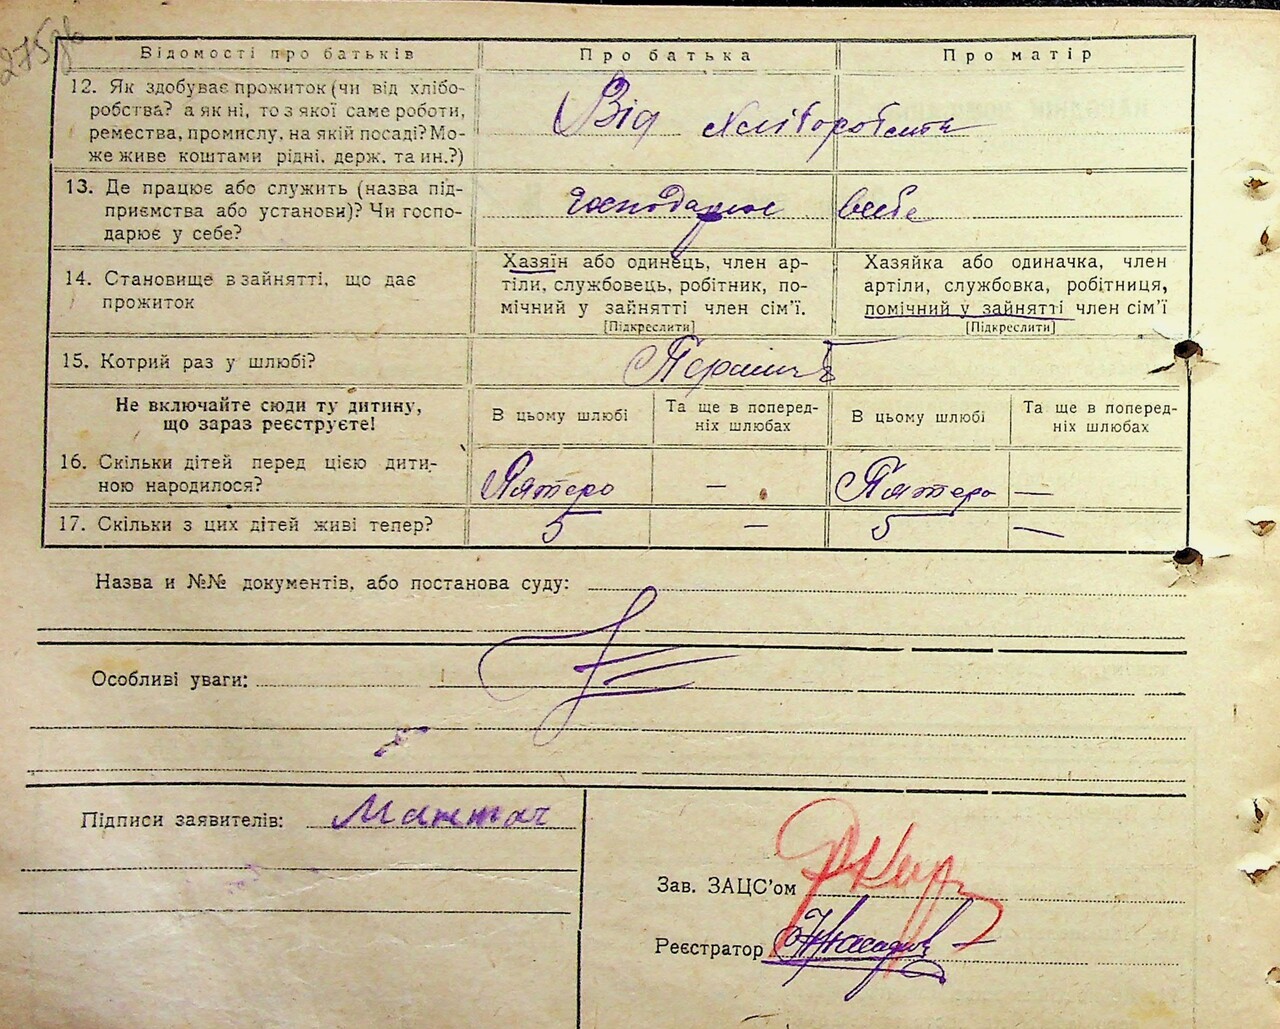 275зв
Відомості про батьків Про батька Про матір
12. Як здобуває прожиток (чи від хлібо-
робства? а як ні, то з якої саме роботи,
ремества, промислу, на якій посаді? Мо-
же живе коштами рідні, держ. та ин.?)
Від хліборобства
13. Де працює або служить (назва під-
приємства або установи)? Чи госпо-
дарює у себе?
Господарює в себе
14. Становище в зайнятті, що дає
прожиток
Хазяїн або одинець, член ар-
тіли, службовець, робітник, по-
мічний у зайнятті член сім'ї.
[Підкреслити]
Хазяйка або одиначка, член
артіли, службовка, робітниця,
помічний у зайнятті член сім'ї
[Підкреслити]
15. Котрий раз у шлюбі?
Перший
Не включайте сюди ту дитину,
що зараз реєструєте!
В цьому шлюбі
Та ще в поперед-
ніх шлюбах
В цьому шлюбі
Та ще в поперед-
ніх шлюбах
16. Скільки дітей перед цією дити-
ною народилося?
Пятеро — Пятеро —
17. Скільки з цих дітей живі тепер? 5 — 5 —
Назва и №№ документів, або постанова суду:
Особливі уваги:
Підписи заявителів: Мантач
Зав. ЗАЦС'ом
Реєстратор